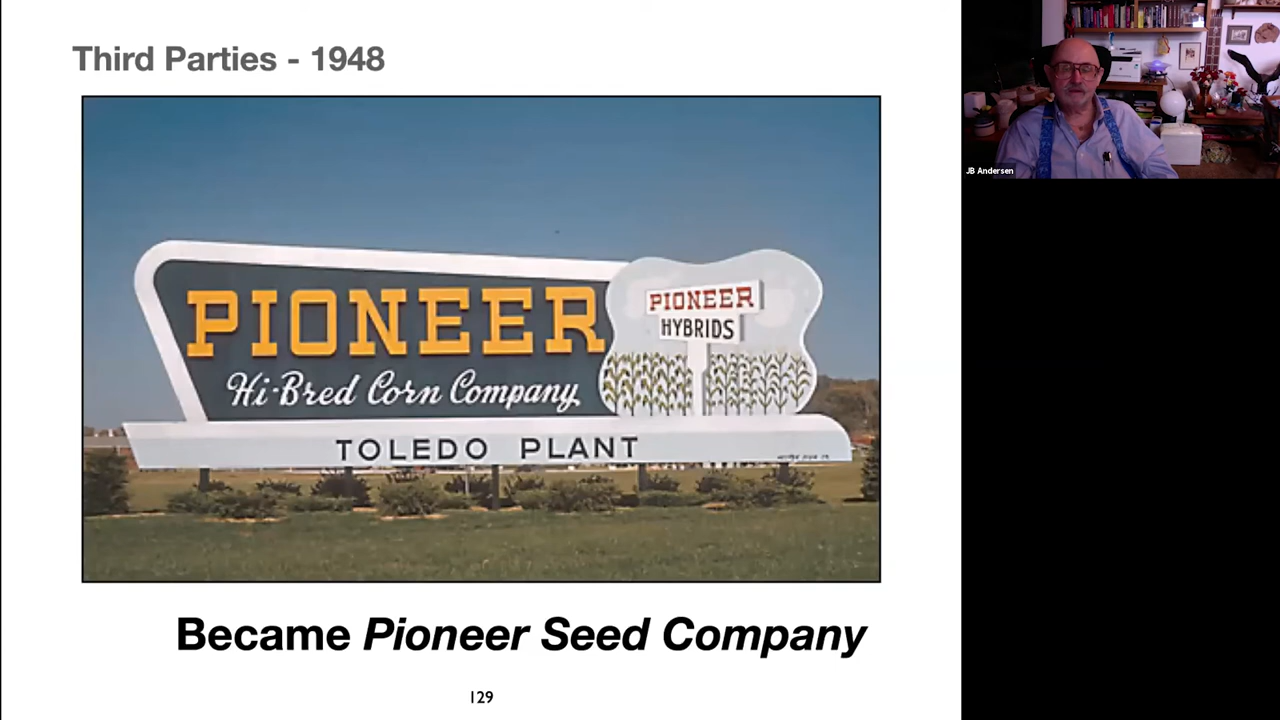 Third Parties - 1948
PIONEER
Hi-Bred Corn Company
PIONEER
HYBRIDS
TOLEDO PLANT
Became Pioneer Seed Company
129
JB Andersen